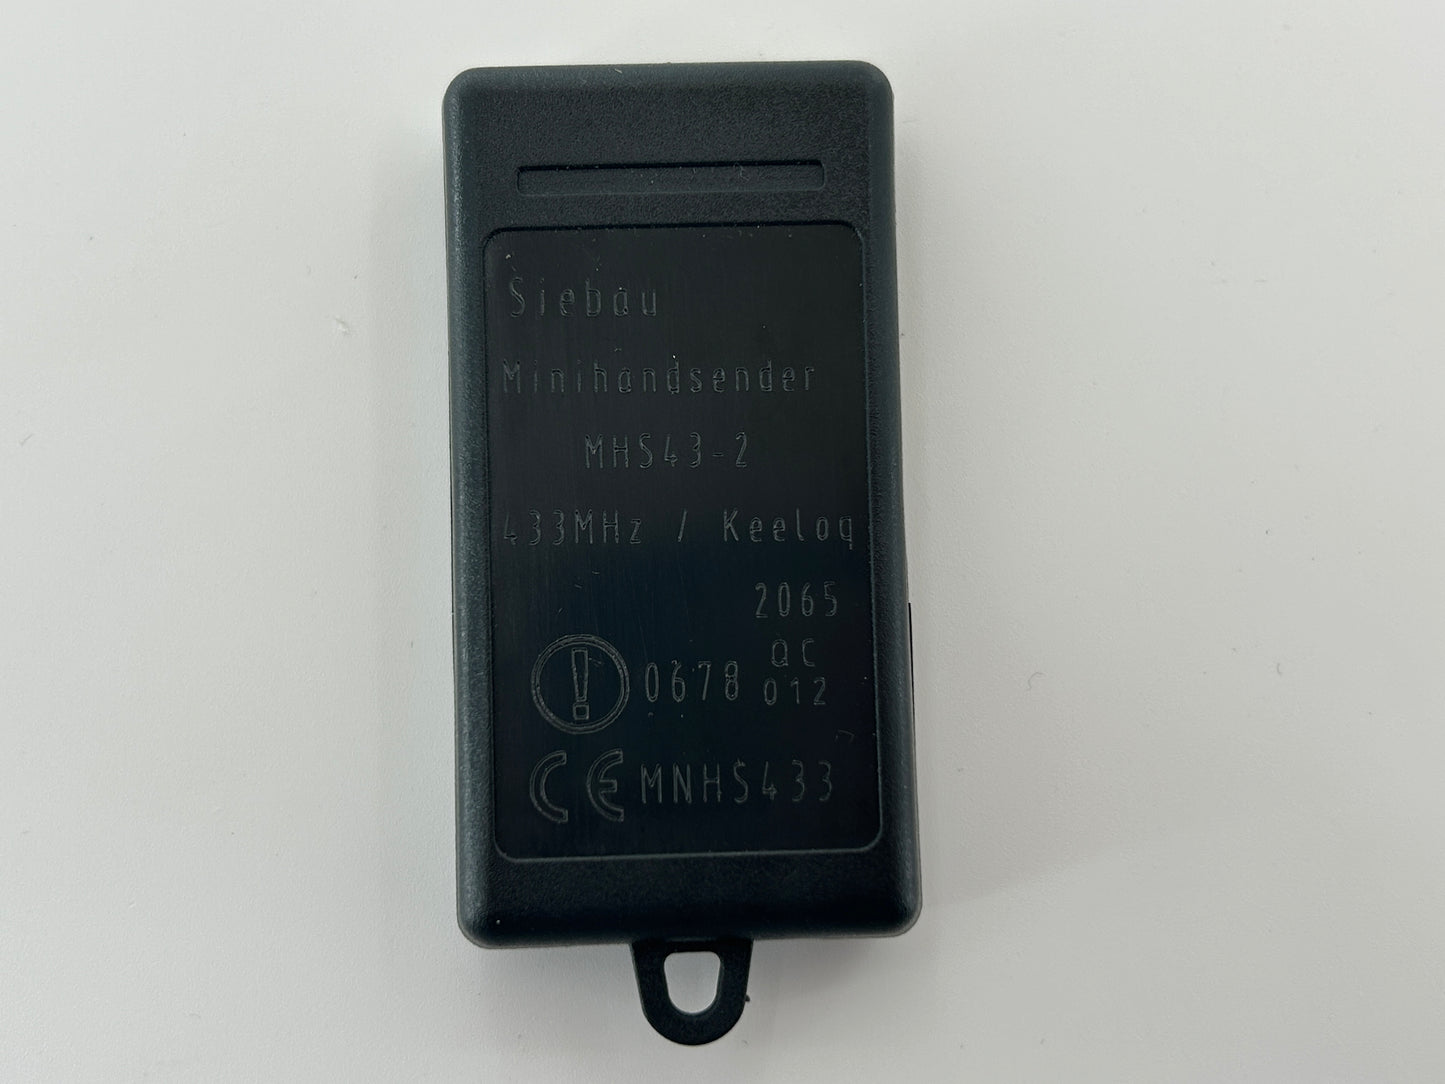 Siebau
Minihandsender
MHS43-2
433MHz / Keeloq
2065
QC
0678 012
CE MNHS433